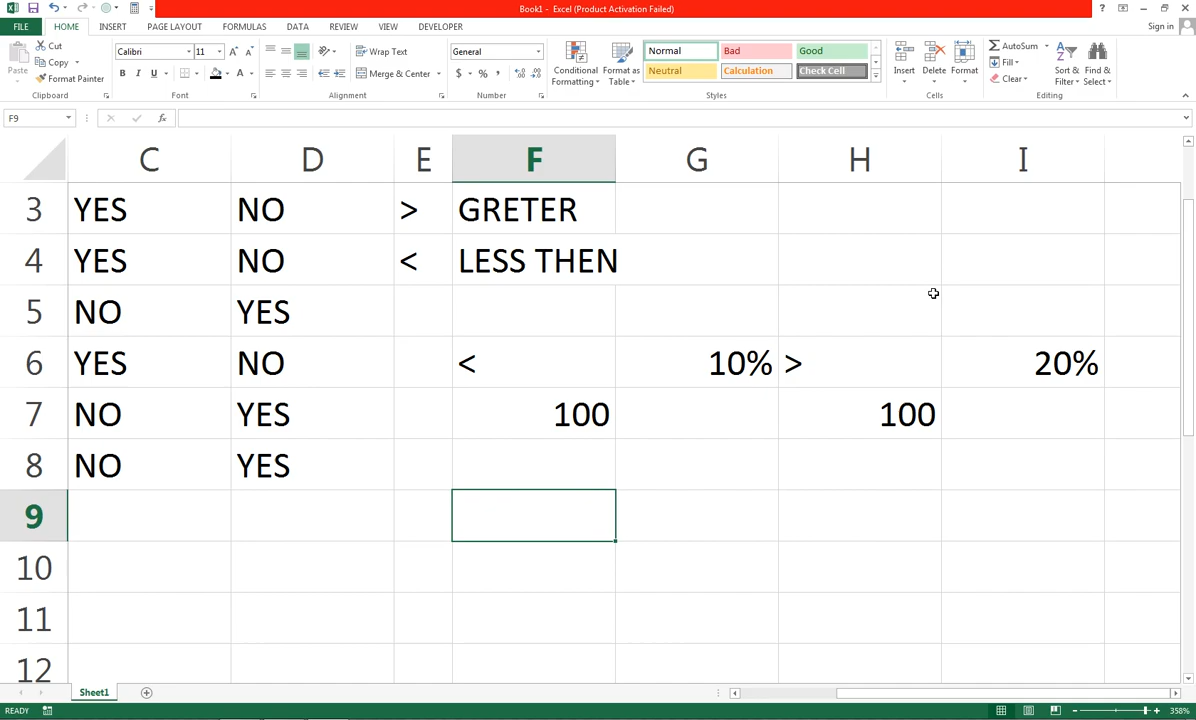 Book1 - Excel (Product Activation Failed)
FILE HOME INSERT PAGE LAYOUT FORMULAS DATA REVIEW VIEW DEVELOPER Sign in
Paste Cut Copy Format Painter Clipboard
Calibri 11 B I U A Font
Wrap Text Merge & Center Alignment
General $ % , Number
Conditional Formatting Format as Table Normal Bad Good Neutral Calculation Check Cell Styles
Insert Delete Format Cells
AutoSum Fill Clear Sort & Filter Find & Select Editing
F9 fx
C D E F G H I
3 YES NO > GRETER
4 YES NO < LESS THEN
5 NO YES
6 YES NO < 10% > 20%
7 NO YES 100 100
8 NO YES
9
10
11
12
Sheet1
READY 358%